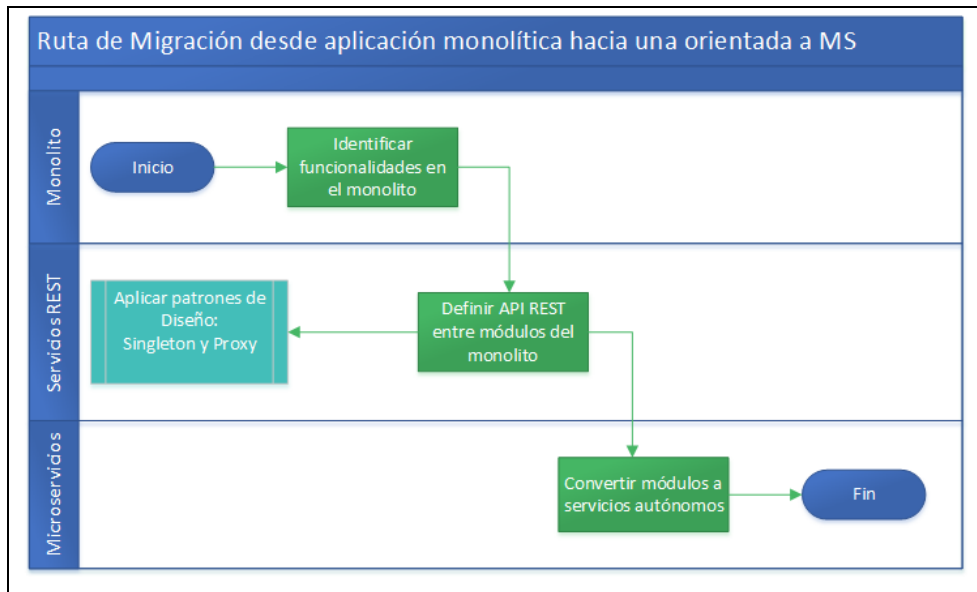 Ruta de Migración desde aplicación monolítica hacia una orientada a MS
Monolito
Inicio
Identificar
funcionalidades en
el monolito
Servicios REST
Aplicar patrones de
Diseño:
Singleton y Proxy
Definir API REST
entre módulos del
monolito
Microservicios
Convertir módulos a
servicios autónomos
Fin